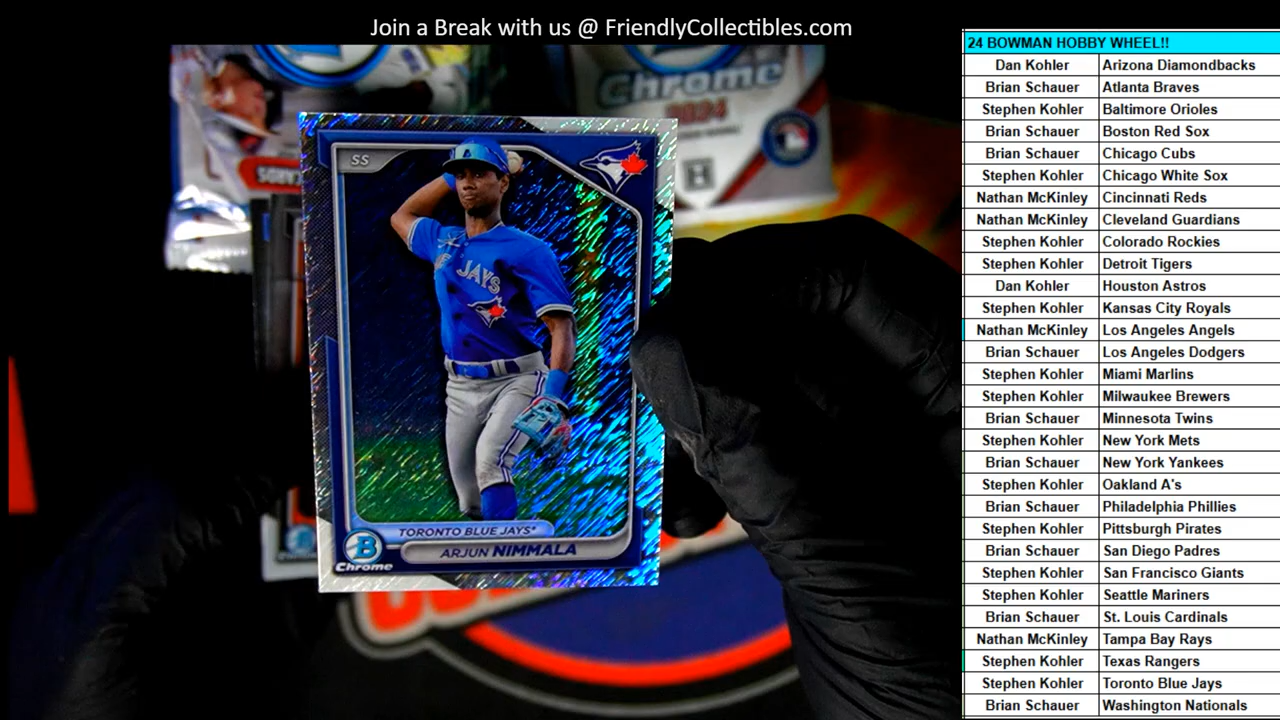 Join a Break with us @ FriendlyCollectibles.com
Chrome
2024
SS
JAYS
TORONTO BLUE JAYS*
ARJUN NIMMALA
B
Chrome
24 BOWMAN HOBBY WHEEL!!
Dan Kohler Arizona Diamondbacks
Brian Schauer Atlanta Braves
Stephen Kohler Baltimore Orioles
Brian Schauer Boston Red Sox
Brian Schauer Chicago Cubs
Stephen Kohler Chicago White Sox
Nathan McKinley Cincinnati Reds
Nathan McKinley Cleveland Guardians
Stephen Kohler Colorado Rockies
Stephen Kohler Detroit Tigers
Dan Kohler Houston Astros
Stephen Kohler Kansas City Royals
Nathan McKinley Los Angeles Angels
Brian Schauer Los Angeles Dodgers
Stephen Kohler Miami Marlins
Stephen Kohler Milwaukee Brewers
Brian Schauer Minnesota Twins
Stephen Kohler New York Mets
Brian Schauer New York Yankees
Stephen Kohler Oakland A's
Brian Schauer Philadelphia Phillies
Stephen Kohler Pittsburgh Pirates
Brian Schauer San Diego Padres
Stephen Kohler San Francisco Giants
Stephen Kohler Seattle Mariners
Brian Schauer St. Louis Cardinals
Nathan McKinley Tampa Bay Rays
Stephen Kohler Texas Rangers
Stephen Kohler Toronto Blue Jays
Brian Schauer Washington Nationals